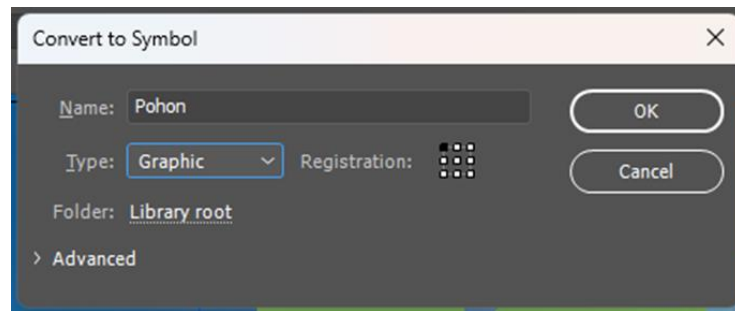 Convert to Symbol
Name: Pohon
OK
Type: Graphic Registration:
Cancel
Folder: Library root
Advanced